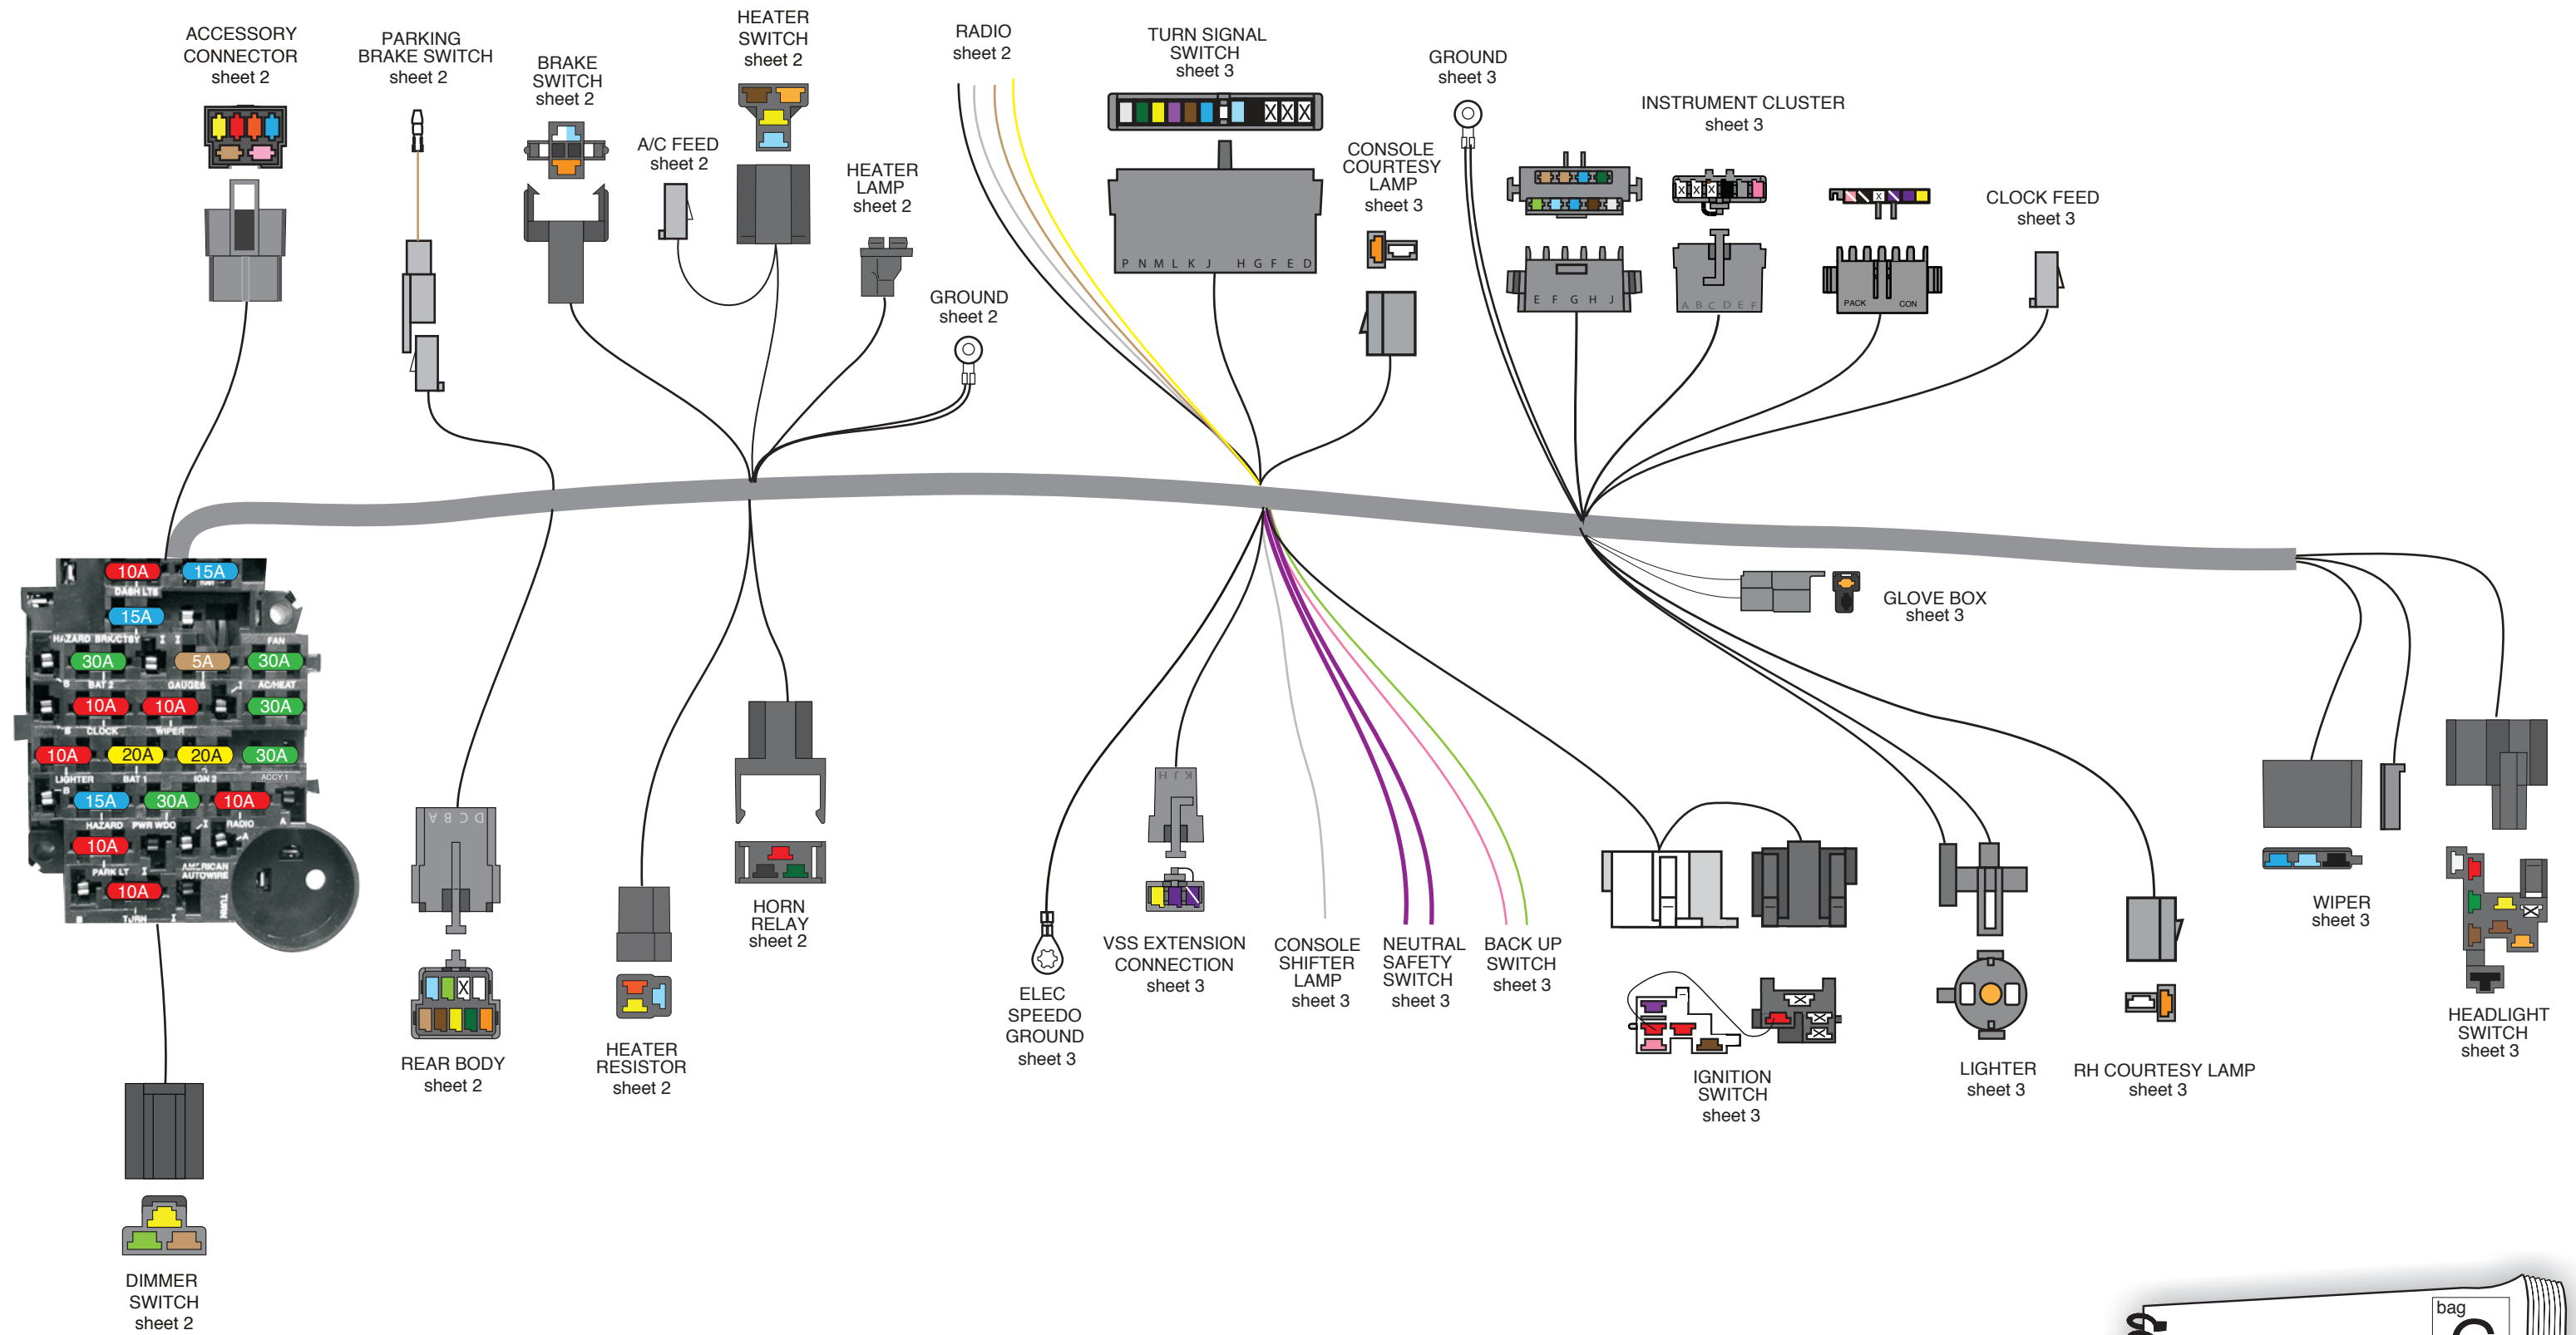 ACCESSORY
CONNECTOR
sheet 2
PARKING
BRAKE SWITCH
sheet 2
BRAKE
SWITCH
sheet 2
HEATER
SWITCH
sheet 2
A/C FEED
sheet 2
HEATER
LAMP
sheet 2
GROUND
sheet 2
RADIO
sheet 2
TURN SIGNAL
SWITCH
sheet 3
X X X
P N M L K J H G F E D
CONSOLE
COURTESY
LAMP
sheet 3
GROUND
sheet 3
INSTRUMENT CLUSTER
sheet 3
X X X
X
E F G H J
A B C D E F
PACK CON
CLOCK FEED
sheet 3
10A 15A
DASH LTS
15A
HAZARD BRK/CTSY I I FAN
30A 5A 30A
B BAT 2 GAUGES I AC/HEAT
10A 10A 30A
B CLOCK WIPER
10A 20A 20A 30A
LIGHTER BAT 1 IGN 2 ACCY 1
B
15A 30A 10A
HAZARD PWR WDO I RADIO A
A
10A
PARK LT I AMERICAN
AUTOWIRE
10A
B TURN I TURN
GLOVE BOX
sheet 3
D C B A
X
REAR BODY
sheet 2
HEATER
RESISTOR
sheet 2
HORN
RELAY
sheet 2
ELEC
SPEEDO
GROUND
sheet 3
K J H
VSS EXTENSION
CONNECTION
sheet 3
CONSOLE
SHIFTER
LAMP
sheet 3
NEUTRAL
SAFETY
SWITCH
sheet 3
BACK UP
SWITCH
sheet 3
IGNITION
SWITCH
sheet 3
LIGHTER
sheet 3
RH COURTESY LAMP
sheet 3
WIPER
sheet 3
HEADLIGHT
SWITCH
sheet 3
DIMMER
SWITCH
sheet 2
bag